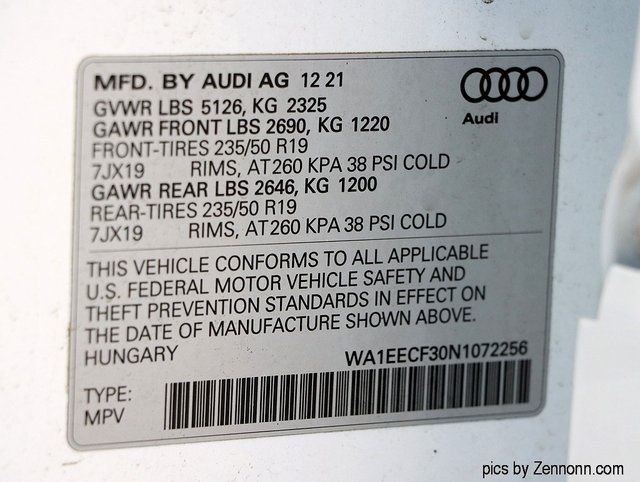 MFD. BY AUDI AG 12 21
Audi
GVWR LBS 5126, KG 2325
GAWR FRONT LBS 2690, KG 1220
FRONT-TIRES 235/50 R19
7JX19 RIMS, AT 260 KPA 38 PSI COLD
GAWR REAR LBS 2646, KG 1200
REAR-TIRES 235/50 R19
7JX19 RIMS, AT 260 KPA 38 PSI COLD
THIS VEHICLE CONFORMS TO ALL APPLICABLE
U.S. FEDERAL MOTOR VEHICLE SAFETY AND
THEFT PREVENTION STANDARDS IN EFFECT ON
THE DATE OF MANUFACTURE SHOWN ABOVE.
HUNGARY WA1EECF30N1072256
TYPE:
MPV
pics by Zennonn.com